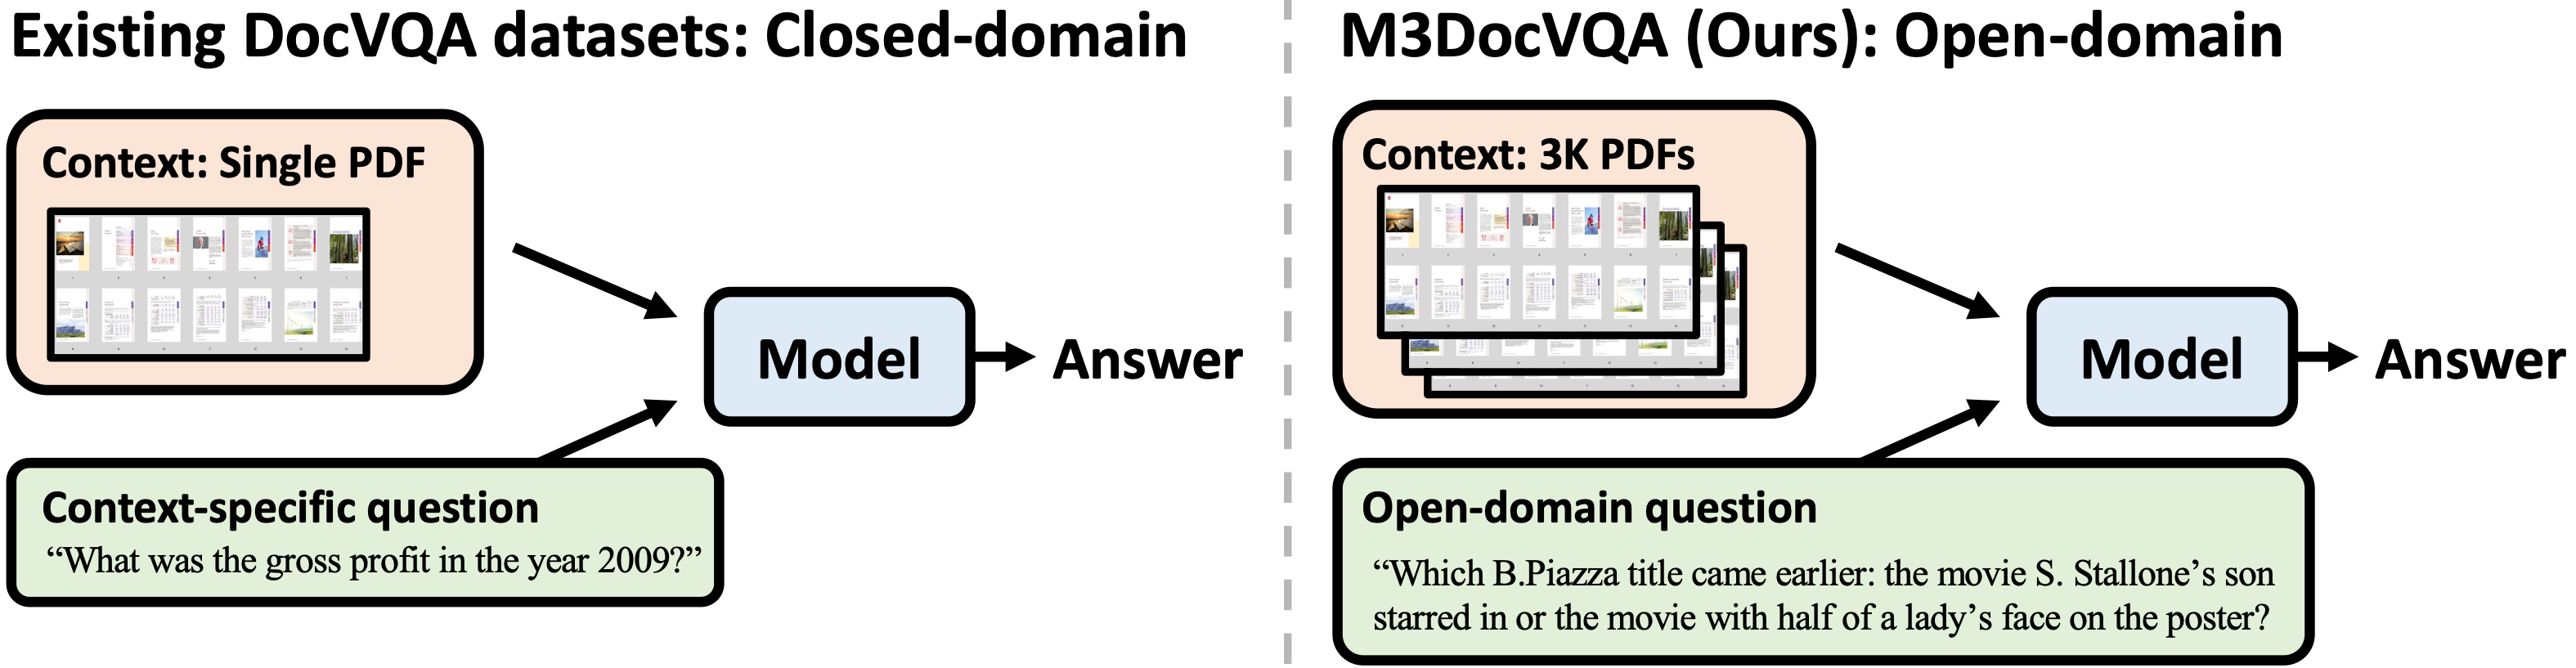 Existing DocVQA datasets: Closed-domain
Context: Single PDF
Model
Answer
Context-specific question
“What was the gross profit in the year 2009?”
M3DocVQA (Ours): Open-domain
Context: 3K PDFs
Model
Answer
Open-domain question
“Which B.Piazza title came earlier: the movie S. Stallone’s son
starred in or the movie with half of a lady’s face on the poster?